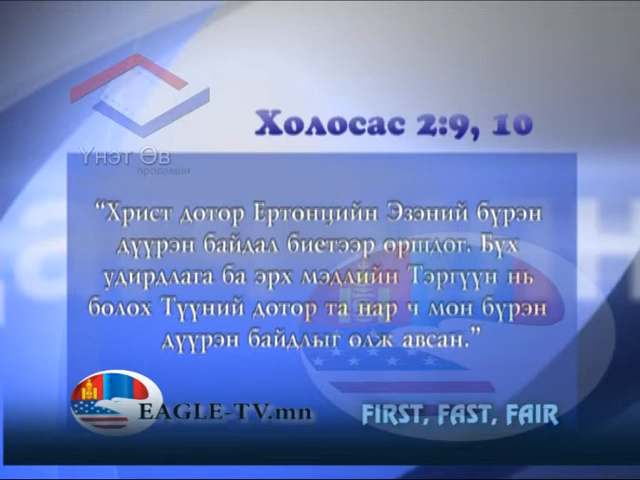 Үнэт Өв
продакшн
Холосас 2:9, 10
“Христ дотор Ертөнцийн Эзэний бүрэн
дүүрэн байдал биетээр оршдог. Бүх
удирдлага ба эрх мэдлийн Тэргүүн нь
болох Түүний дотор та нар ч мөн бүрэн
дүүрэн байдлыг олж авсан.”
EAGLE-TV.mn
FIRST, FAST, FAIR